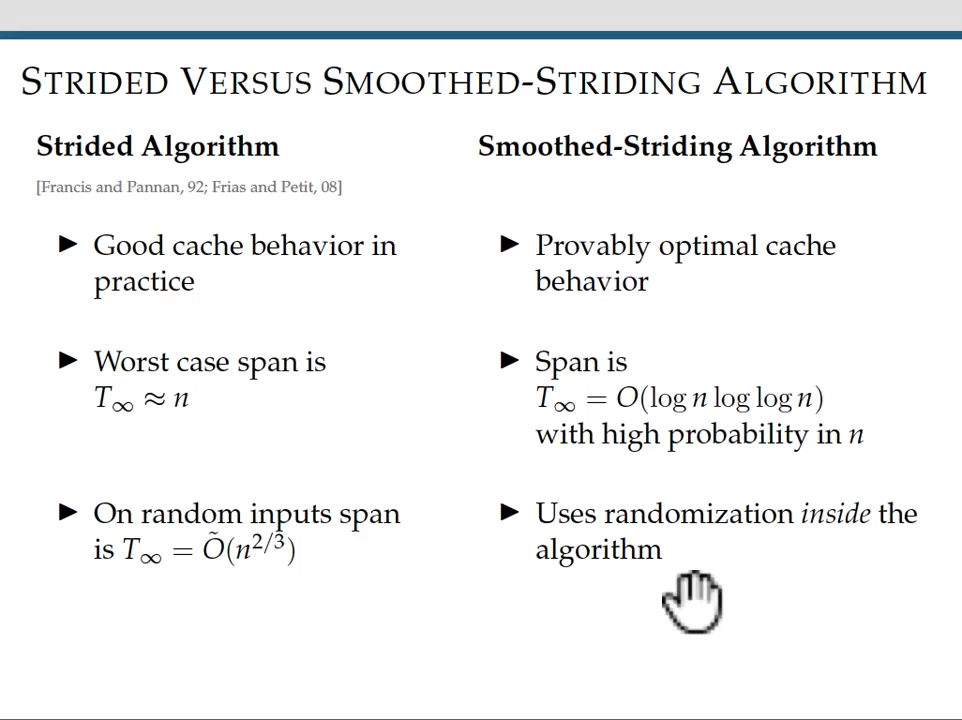 STRIDED VERSUS SMOOTHED-STRIDING ALGORITHM
Strided Algorithm
[Francis and Pannan, 92; Frias and Petit, 08]
▶ Good cache behavior in
practice
▶ Worst case span is
T∞ ≈ n
▶ On random inputs span
is T∞ = Õ(n^{2/3})
Smoothed-Striding Algorithm
▶ Provably optimal cache
behavior
▶ Span is
T∞ = O(log n log log n)
with high probability in n
▶ Uses randomization inside the
algorithm